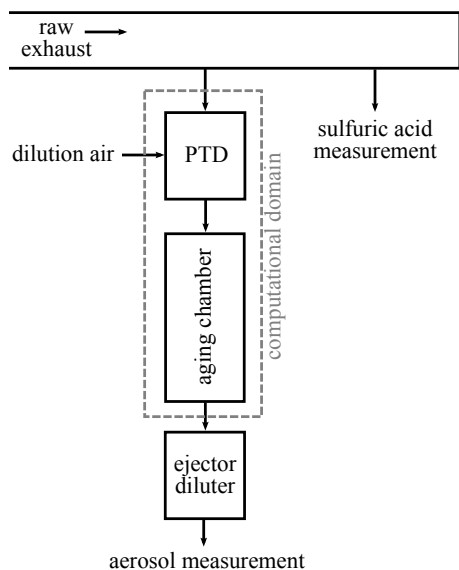 raw
exhaust
sulfuric acid
measurement
dilution air
PTD
computational domain
aging chamber
ejector
diluter
aerosol measurement